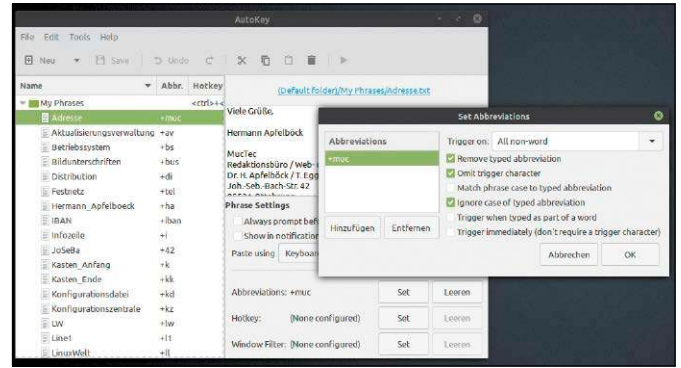 AutoKey
File Edit Tools Help
Neu Save Undo
Name Abbr. Hotkey
(Default folder)/My Phrases/Adresse.txt
My Phrases <ctrl>+<
Adresse +muc
Aktualisierungsverwaltung +av
Betriebssystem +bs
Bildunterschriften +bus
Distribution +di
Festnetz +tel
Hermann_Apfelboeck +ha
IBAN +iban
Infozeile +i
JoSeBa +42
Kasten_Anfang +k
Kasten_Ende +kk
Konfigurationsdatei +kd
Konfigurationszentrale +kz
LW +lw
Line1 +l1
LinuxWelt +ll
Viele Grüße,
Hermann Apfelböck
MucTec
Redaktionsbüro / Web-
Dr. H. Apfelböck / T. Egg
Joh.-Seb.-Bach-Str. 42
Phrase Settings
Always prompt bef
Show in notification
Paste using Keyboar
Abbreviations: +muc Set Leeren
Hotkey: (None configured) Set Leeren
Window Filter: (None configured) Set Leeren
Set Abbreviations
Abbreviations
+muc
Hinzufügen Entfernen
Trigger on: All non-word
Remove typed abbreviation
Omit trigger character
Match phrase case to typed abbreviation
Ignore case of typed abbreviation
Trigger when typed as part of a word
Trigger immediately (don't require a trigger character)
Abbrechen OK